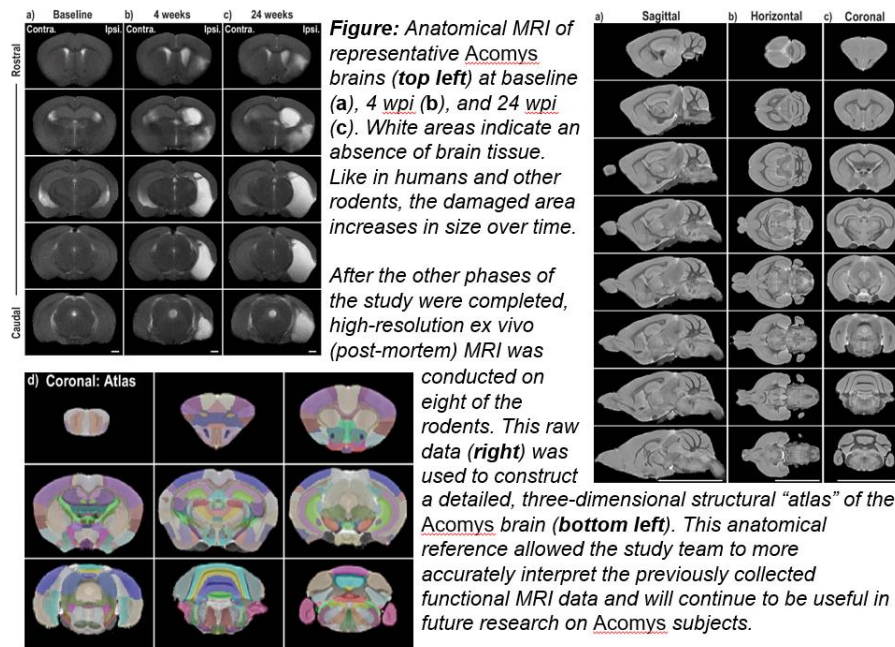 a) Baseline b) 4 weeks c) 24 weeks
Contra. Ipsi. Contra. Ipsi. Contra. Ipsi.
Rostral
Caudal
Figure: Anatomical MRI of
representative Acomys
brains (top left) at baseline
(a), 4 wpi (b), and 24 wpi
(c). White areas indicate an
absence of brain tissue.
Like in humans and other
rodents, the damaged area
increases in size over time.
After the other phases of
the study were completed,
high-resolution ex vivo
(post-mortem) MRI was
conducted on
eight of the
rodents. This raw
data (right) was
used to construct
a detailed, three-dimensional structural “atlas” of the
Acomys brain (bottom left). This anatomical
reference allowed the study team to more
accurately interpret the previously collected
functional MRI data and will continue to be useful in
future research on Acomys subjects.
a) Sagittal b) Horizontal c) Coronal
d) Coronal: Atlas